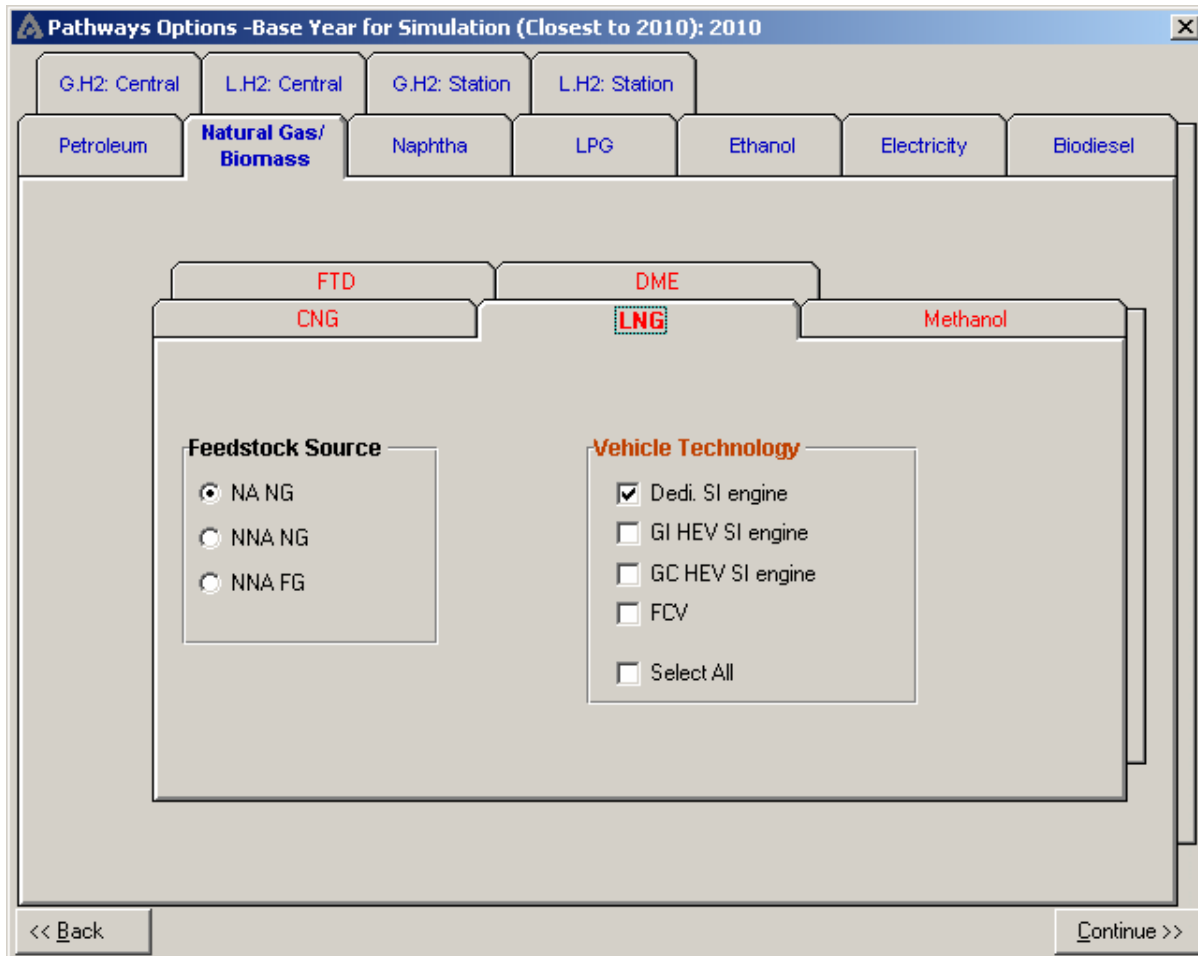 Pathways Options -Base Year for Simulation (Closest to 2010): 2010
G.H2: Central
L.H2: Central
G.H2: Station
L.H2: Station
Petroleum
Natural Gas/
Biomass
Naphtha
LPG
Ethanol
Electricity
Biodiesel
FTD
DME
CNG
LNG
Methanol
Feedstock Source
NA NG
NNA NG
NNA FG
Vehicle Technology
Dedi. SI engine
GI HEV SI engine
GC HEV SI engine
FCV
Select All
<< Back
Continue >>